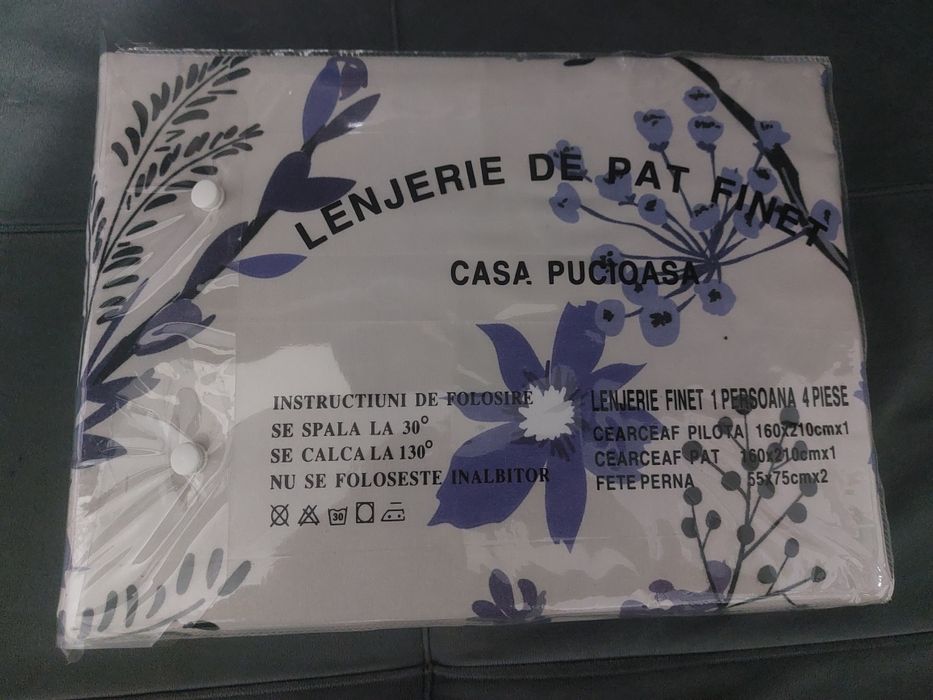 LENJERIE DE PAT FINET
CASA PUCIOASA
INSTRUCTIUNI DE FOLOSIRE
SE SPALA LA 30°
SE CALCA LA 130°
NU SE FOLOSESTE INALBITOR
30
LENJERIE FINET 1 PERSOANA 4 PIESE
CEARCEAF PILOTA 160x210cmx1
CEARCEAF PAT 160x210cmx1
FETE PERNA 55x75cmx2